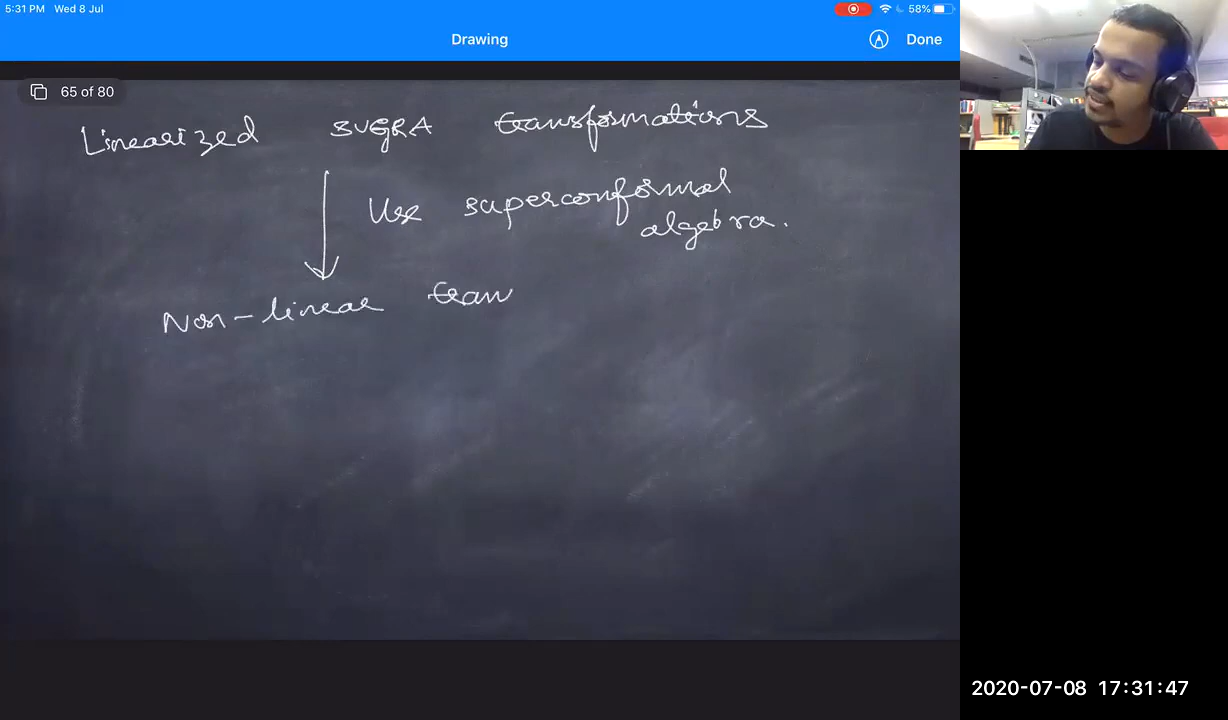 5:31 PM Wed 8 Jul
58%
Drawing
Done
65 of 80
Linearized SUGRA transformations
Use superconformal
algebra.
Non-linear tran
2020-07-08 17:31:47